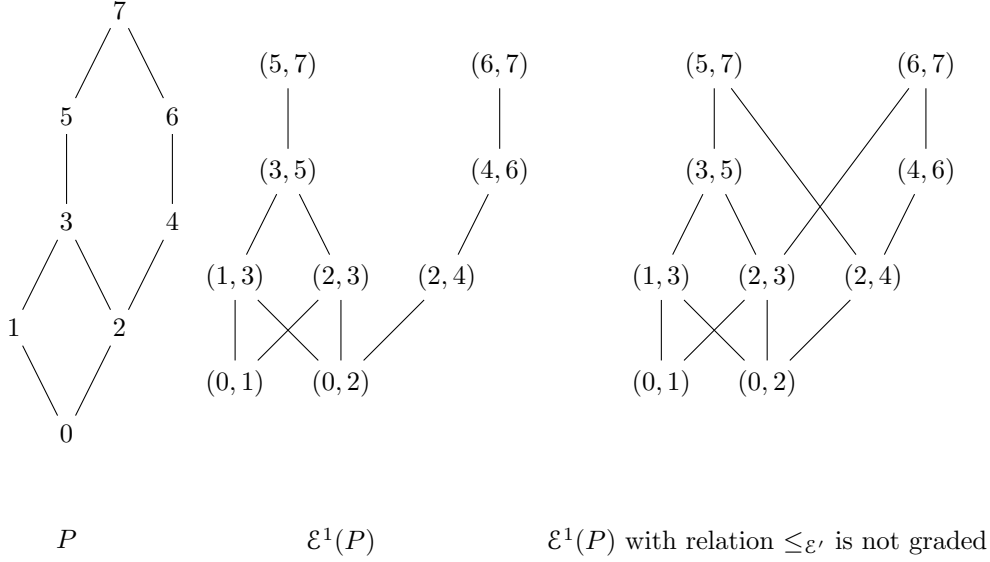 7
(5, 7) (6, 7) (5, 7) (6, 7)
5 6
(3, 5) (4, 6) (3, 5) (4, 6)
3 4
(1, 3) (2, 3) (2, 4) (1, 3) (2, 3) (2, 4)
1 2
(0, 1) (0, 2) (0, 1) (0, 2)
0
P ℰ¹(P) ℰ¹(P) with relation ≤_ℰ′ is not graded